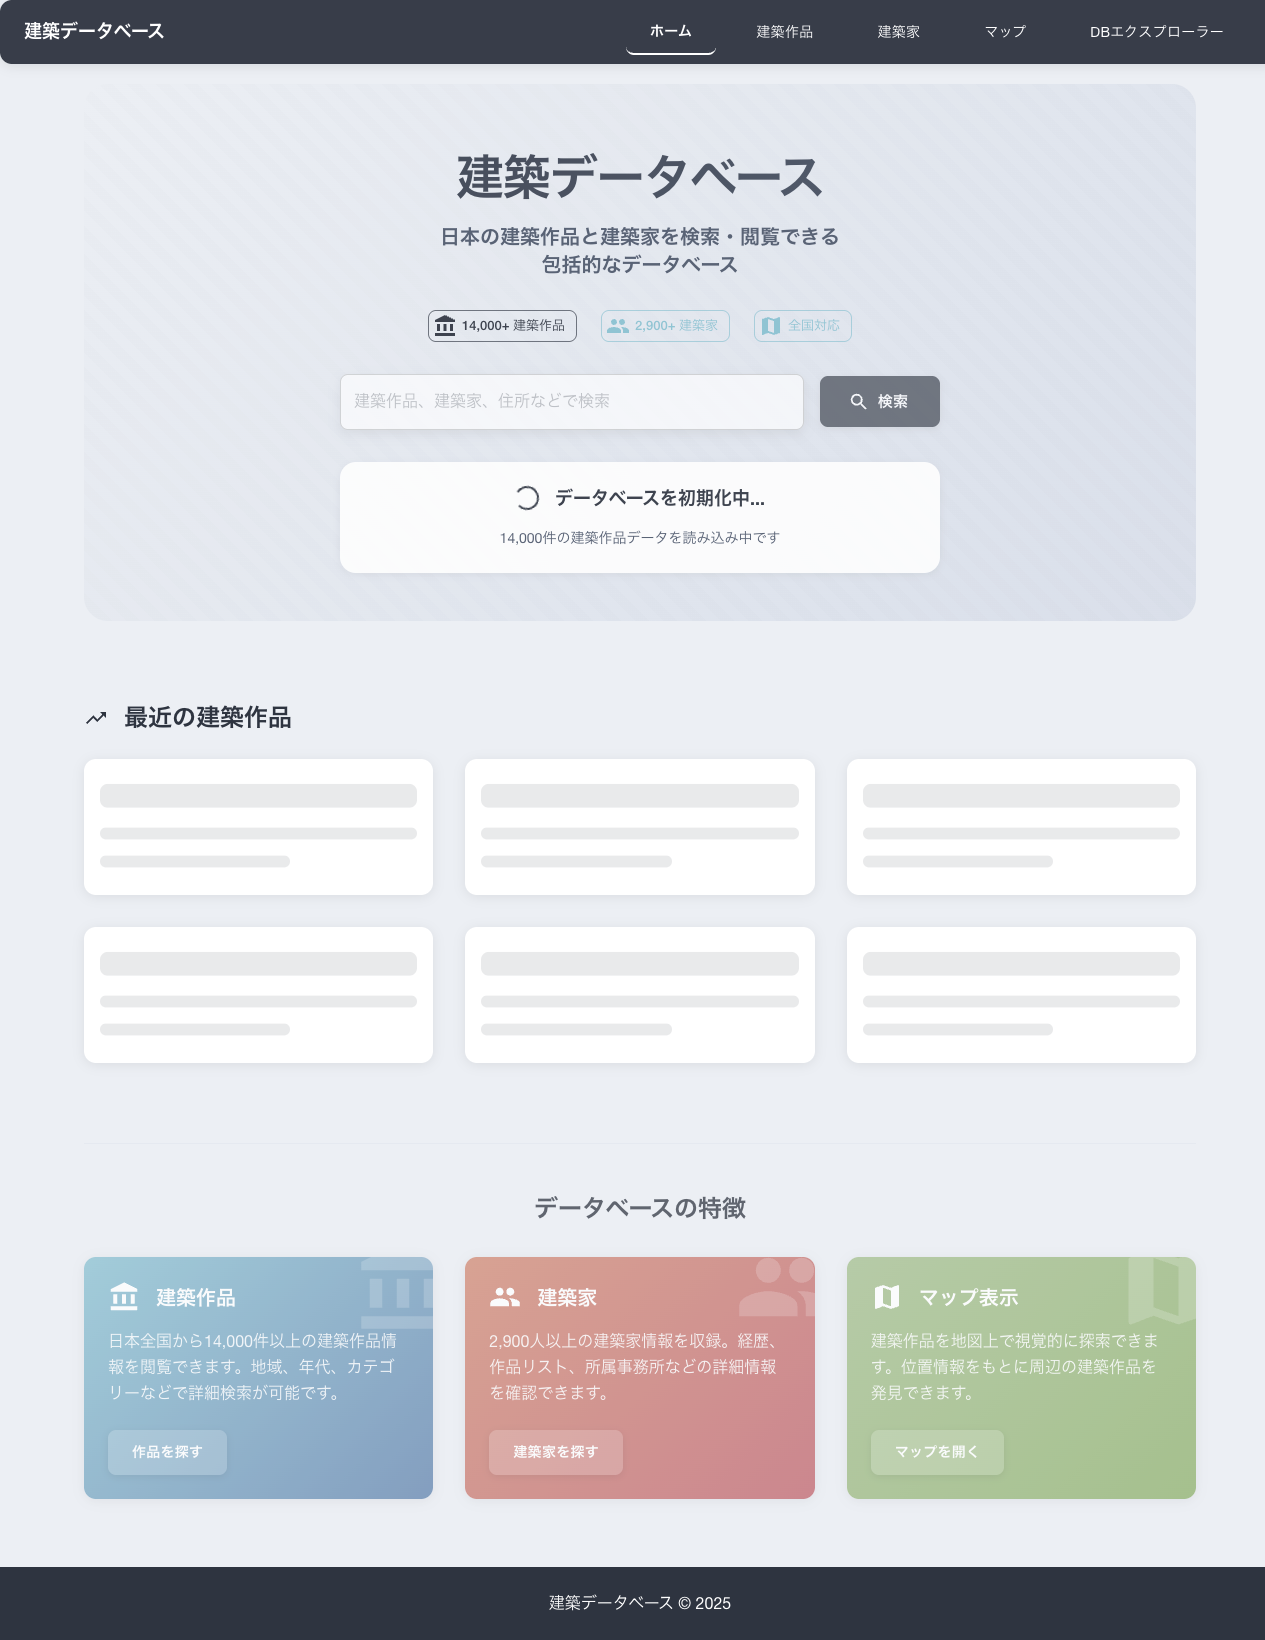 建築データベース
ホーム
建築作品
建築家
マップ
DBエクスプローラー
建築データベース
日本の建築作品と建築家を検索・閲覧できる
包括的なデータベース
14,000+ 建築作品
2,900+ 建築家
全国対応
建築作品、建築家、住所などで検索
検索
データベースを初期化中...
14,000件の建築作品データを読み込み中です
最近の建築作品
データベースの特徴
建築作品
日本全国から14,000件以上の建築作品情
報を閲覧できます。地域、年代、カテゴ
リーなどで詳細検索が可能です。
作品を探す
建築家
2,900人以上の建築家情報を収録。経歴、
作品リスト、所属事務所などの詳細情報
を確認できます。
建築家を探す
マップ表示
建築作品を地図上で視覚的に探索できま
す。位置情報をもとに周辺の建築作品を
発見できます。
マップを開く
建築データベース © 2025